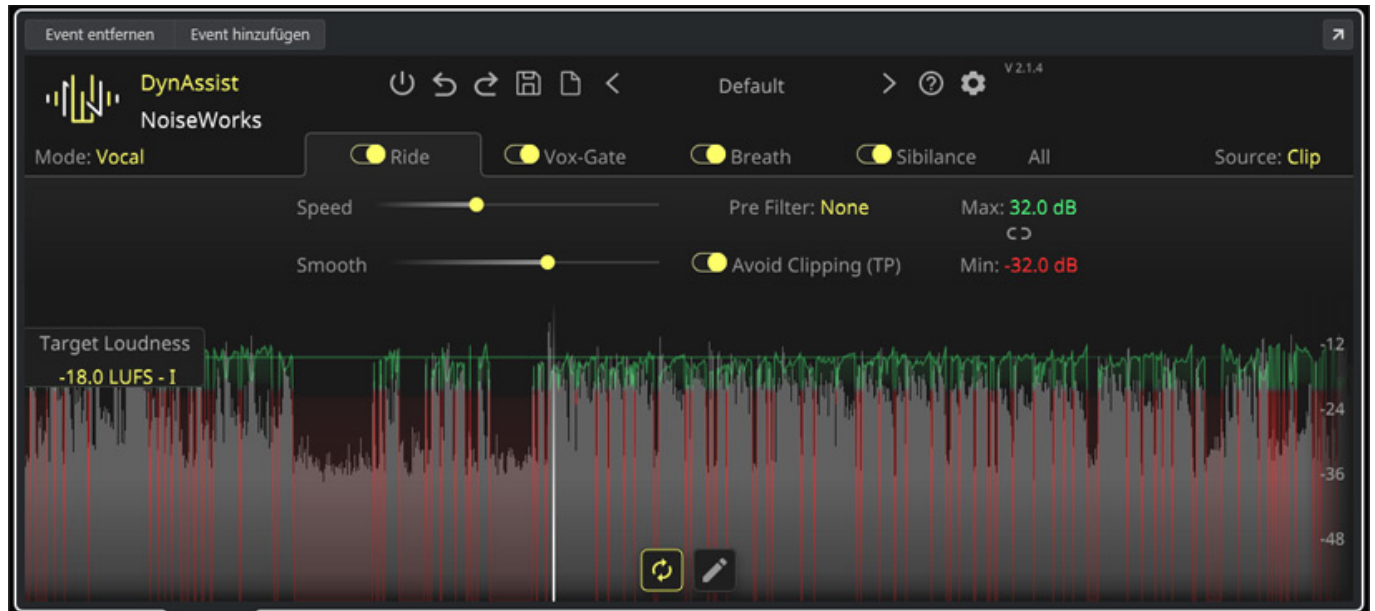 Event entfernen Event hinzufügen
DynAssist
NoiseWorks
Default
V 2.1.4
Mode: Vocal
Ride
Vox-Gate
Breath
Sibilance
All
Source: Clip
Speed
Pre Filter: None
Max: 32.0 dB
Smooth
Avoid Clipping (TP)
Min: -32.0 dB
Target Loudness
-18.0 LUFS - I
-12
-24
-36
-48